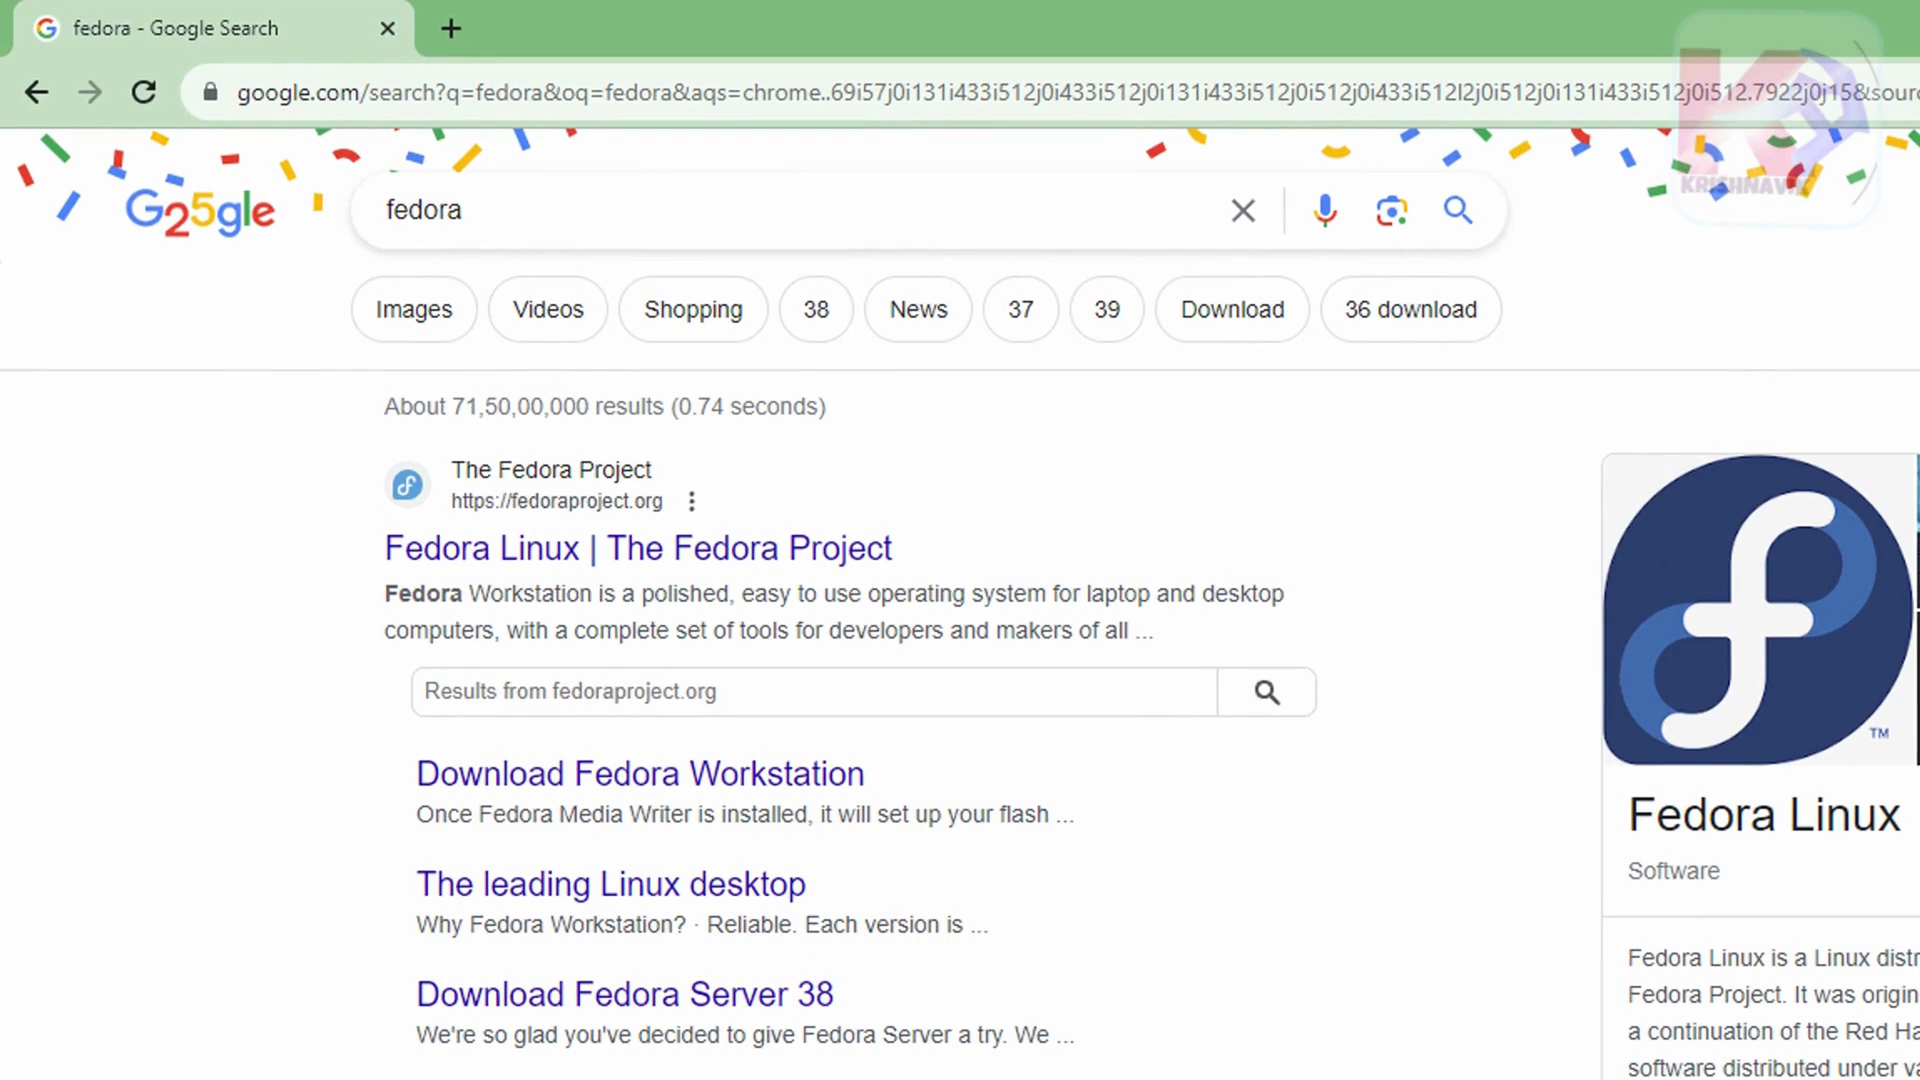 fedora - Google Search
google.com/search?q=fedora&oq=fedora&aqs=chrome..69i57j0i131i433i512j0i433i512j0i131i433i512j0i512j0i433i512l2j0i512j0i131i433i512j0i512.7922j0j15&sourc
G25gle
fedora
Images
Videos
Shopping
38
News
37
39
Download
36 download
About 71,50,00,000 results (0.74 seconds)
The Fedora Project
https://fedoraproject.org
Fedora Linux | The Fedora Project
Fedora Workstation is a polished, easy to use operating system for laptop and desktop
computers, with a complete set of tools for developers and makers of all ...
Results from fedoraproject.org
Download Fedora Workstation
Once Fedora Media Writer is installed, it will set up your flash ...
The leading Linux desktop
Why Fedora Workstation? · Reliable. Each version is ...
Download Fedora Server 38
We're so glad you've decided to give Fedora Server a try. We ...
TM
Fedora Linux
Software
Fedora Linux is a Linux distr
Fedora Project. It was origin
a continuation of the Red Ha
software distributed under va